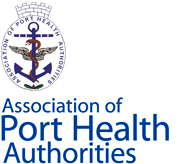 ASSOCIATION OF PORT HEALTH AUTHORITIES
Association of
Port Health
Authorities